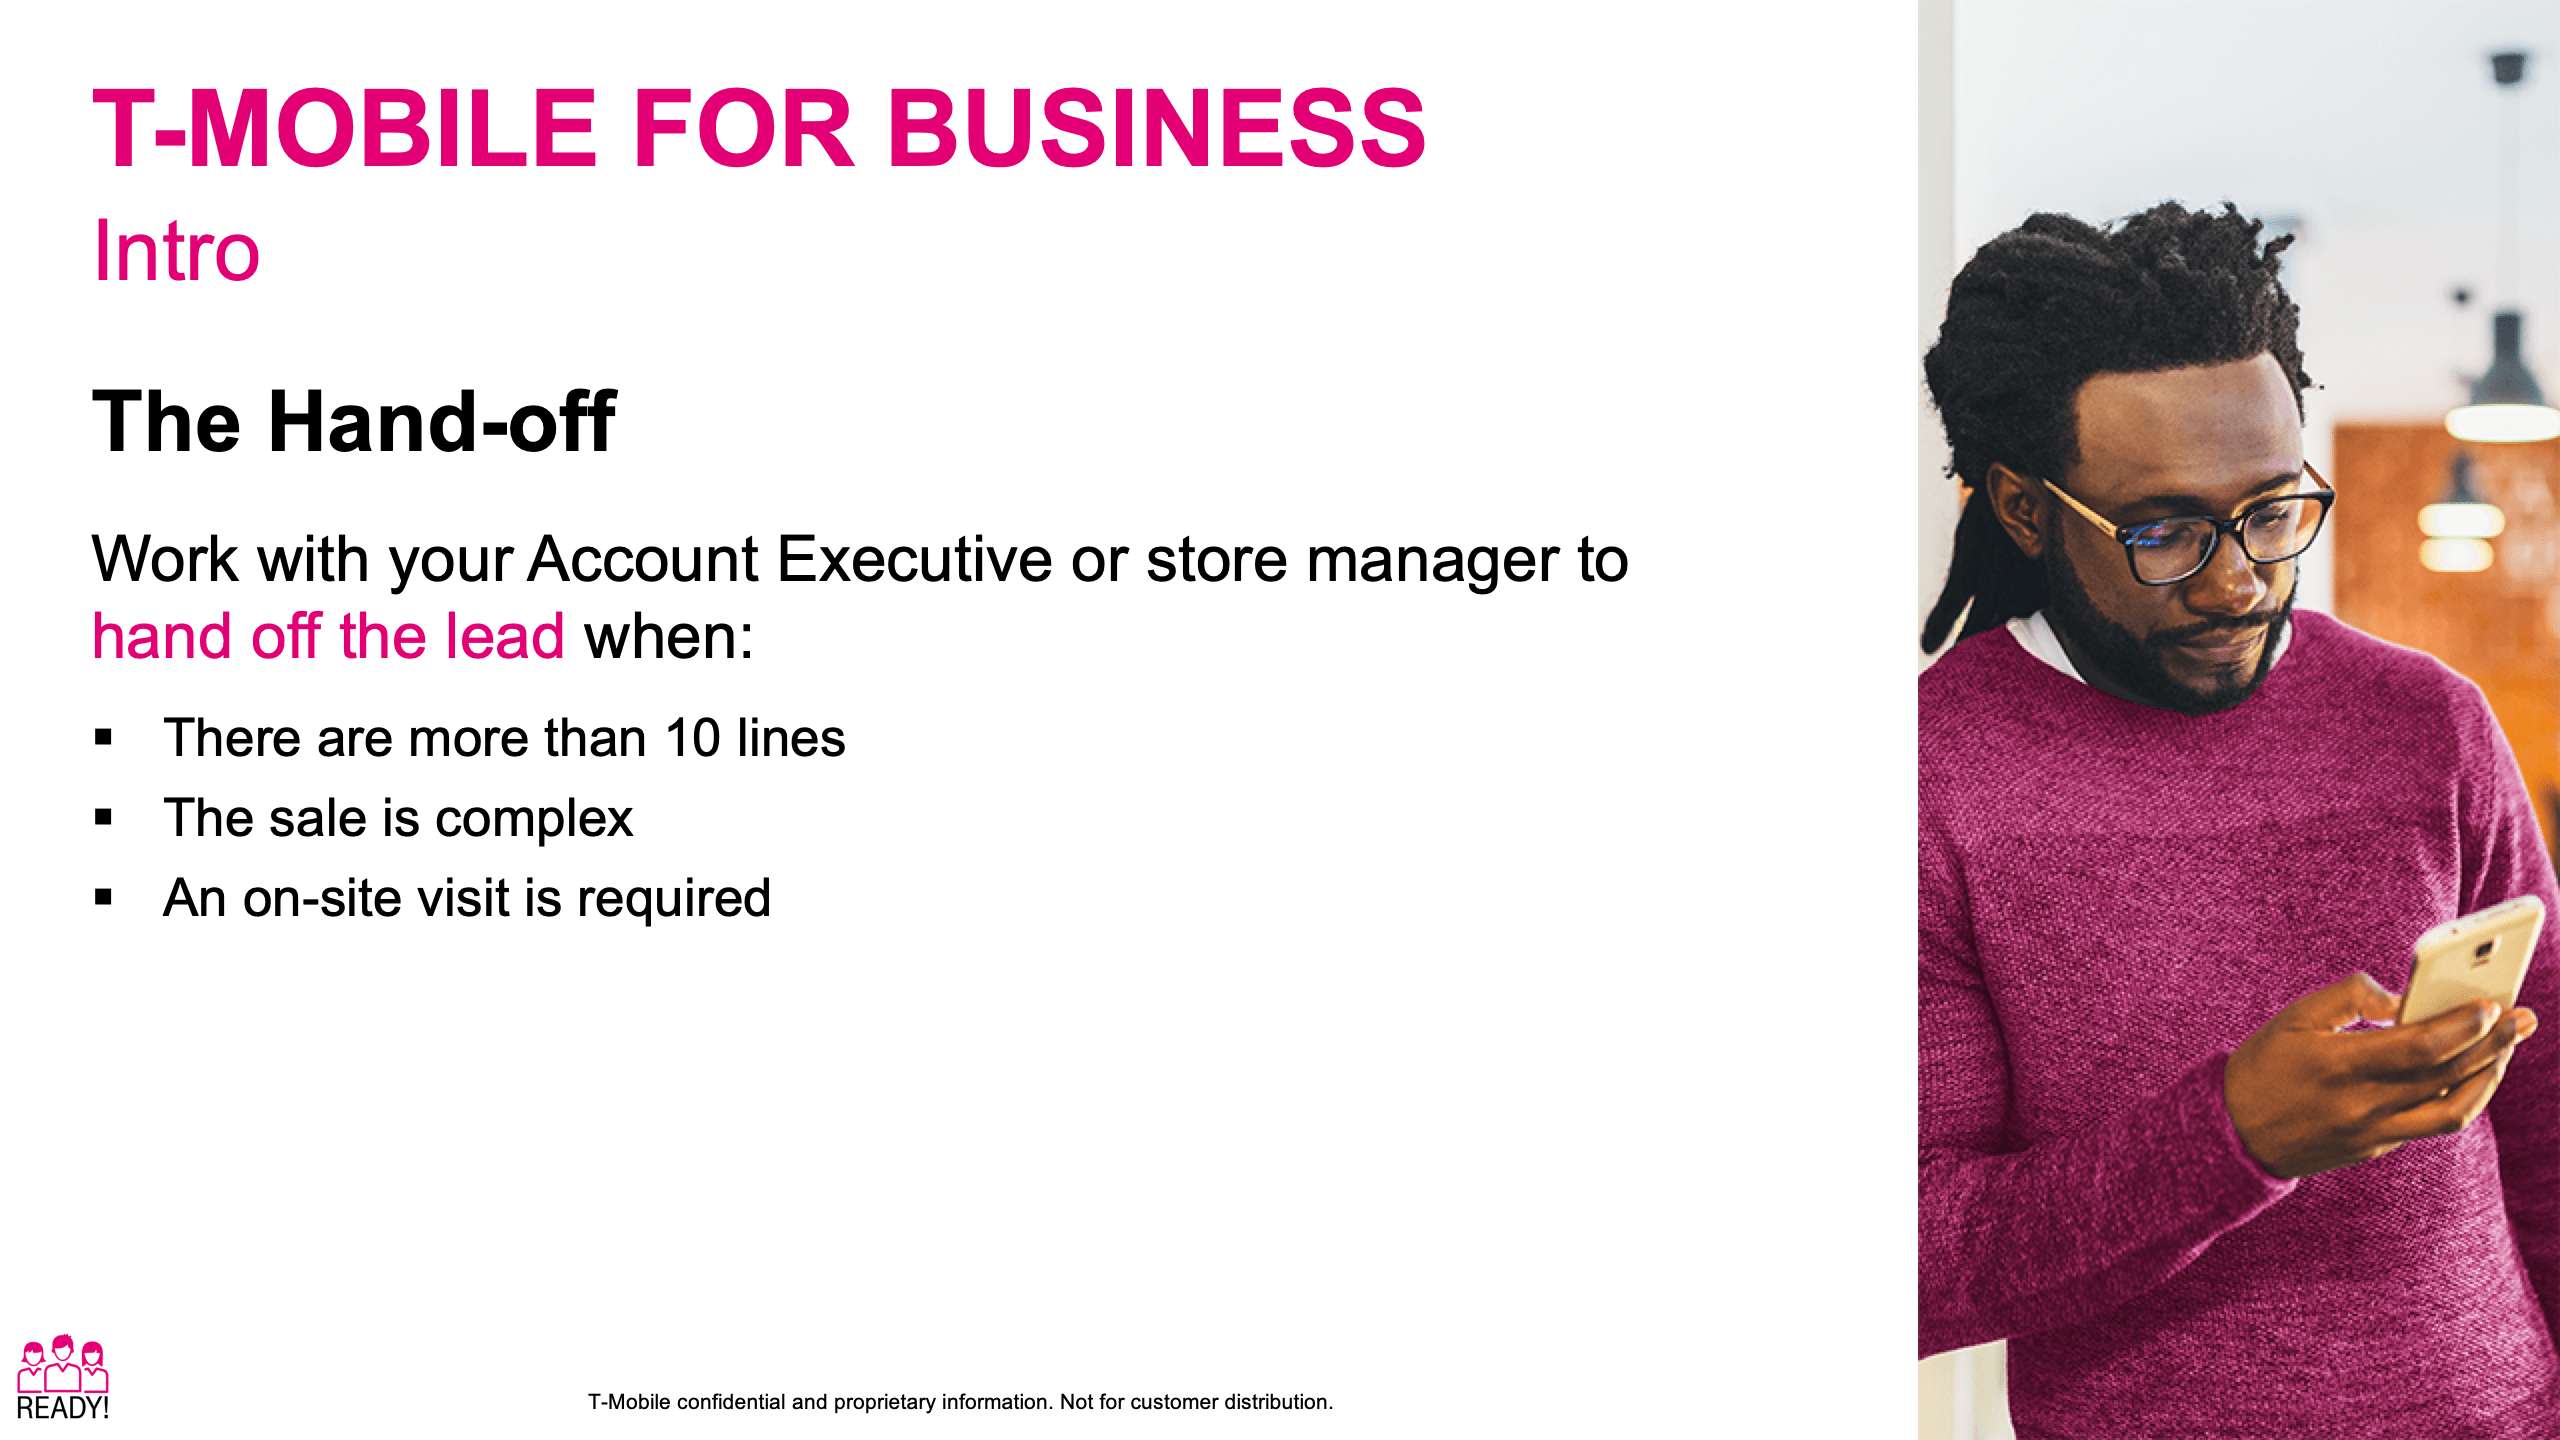 T-MOBILE FOR BUSINESS
Intro
The Hand-off
Work with your Account Executive or store manager to
hand off the lead when:
▪ There are more than 10 lines
▪ The sale is complex
▪ An on-site visit is required
READY!
T-Mobile confidential and proprietary information. Not for customer distribution.